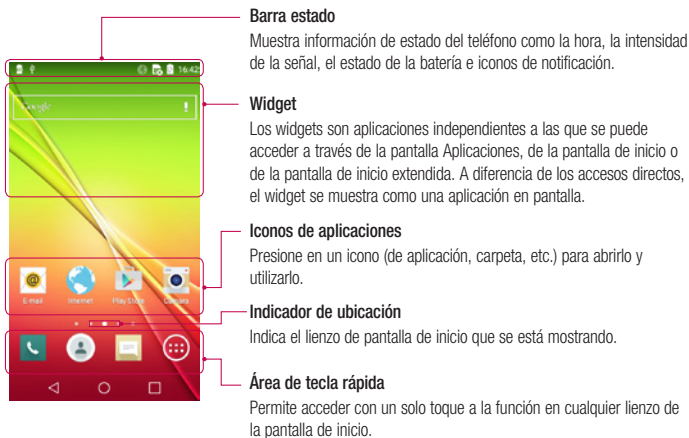 Barra estado
Muestra información de estado del teléfono como la hora, la intensidad
de la señal, el estado de la batería e iconos de notificación.
16:42
Google
Widget
Los widgets son aplicaciones independientes a las que se puede
acceder a través de la pantalla Aplicaciones, de la pantalla de inicio o
de la pantalla de inicio extendida. A diferencia de los accesos directos,
el widget se muestra como una aplicación en pantalla.
Iconos de aplicaciones
Presione en un icono (de aplicación, carpeta, etc.) para abrirlo y
utilizarlo.
E-mail Internet Play Store Cámara
Indicador de ubicación
Indica el lienzo de pantalla de inicio que se está mostrando.
Área de tecla rápida
Permite acceder con un solo toque a la función en cualquier lienzo de
la pantalla de inicio.